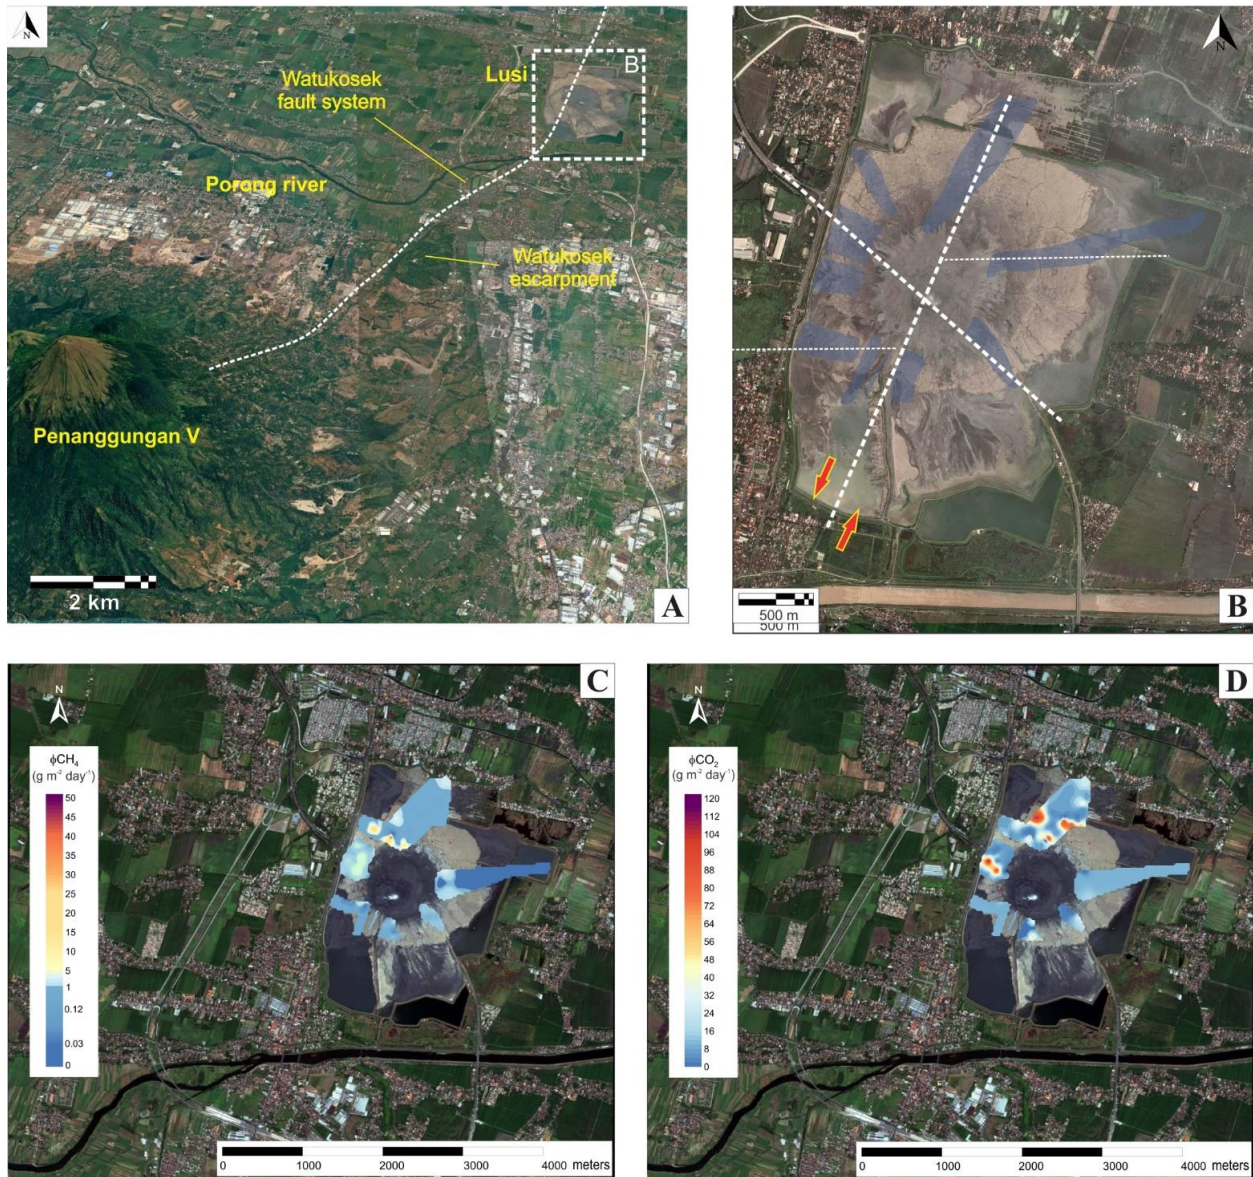 N
Watukosek
fault system
Lusi
B
Porong river
Watukosek
escarpment
Penanggungan V
2 km
A
N
500 m
500 m
B
C
N
ϕCH₄
(g m⁻² day⁻¹)
50
45
40
35
30
25
20
15
10
5
1
0.12
0.03
0
0 1000 2000 3000 4000 meters
D
N
ϕCO₂
(g m⁻² day⁻¹)
120
112
104
96
88
80
72
64
56
48
40
32
24
16
8
0
0 1000 2000 3000 4000 meters